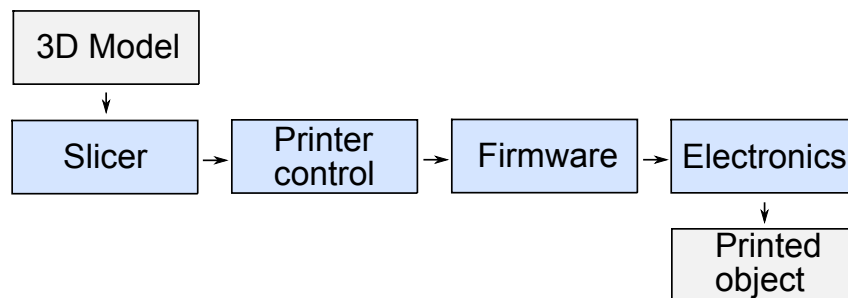 3D Model
Slicer
Printer
control
Firmware
Electronics
Printed
object